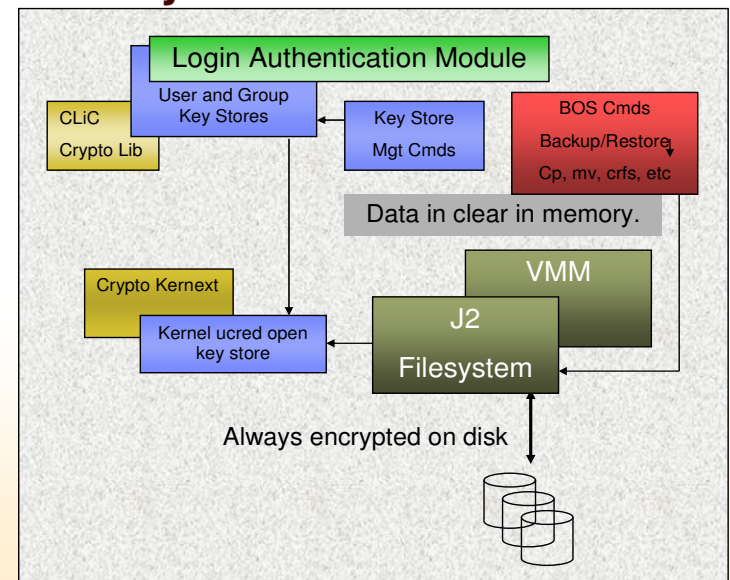 Login Authentication Module
User and Group
Key Stores
CLiC
Crypto Lib
Key Store
Mgt Cmds
BOS Cmds
Backup/Restore
Cp, mv, crfs, etc
Data in clear in memory.
VMM
Crypto Kernext
J2
Filesystem
Kernel ucred open
key store
Always encrypted on disk